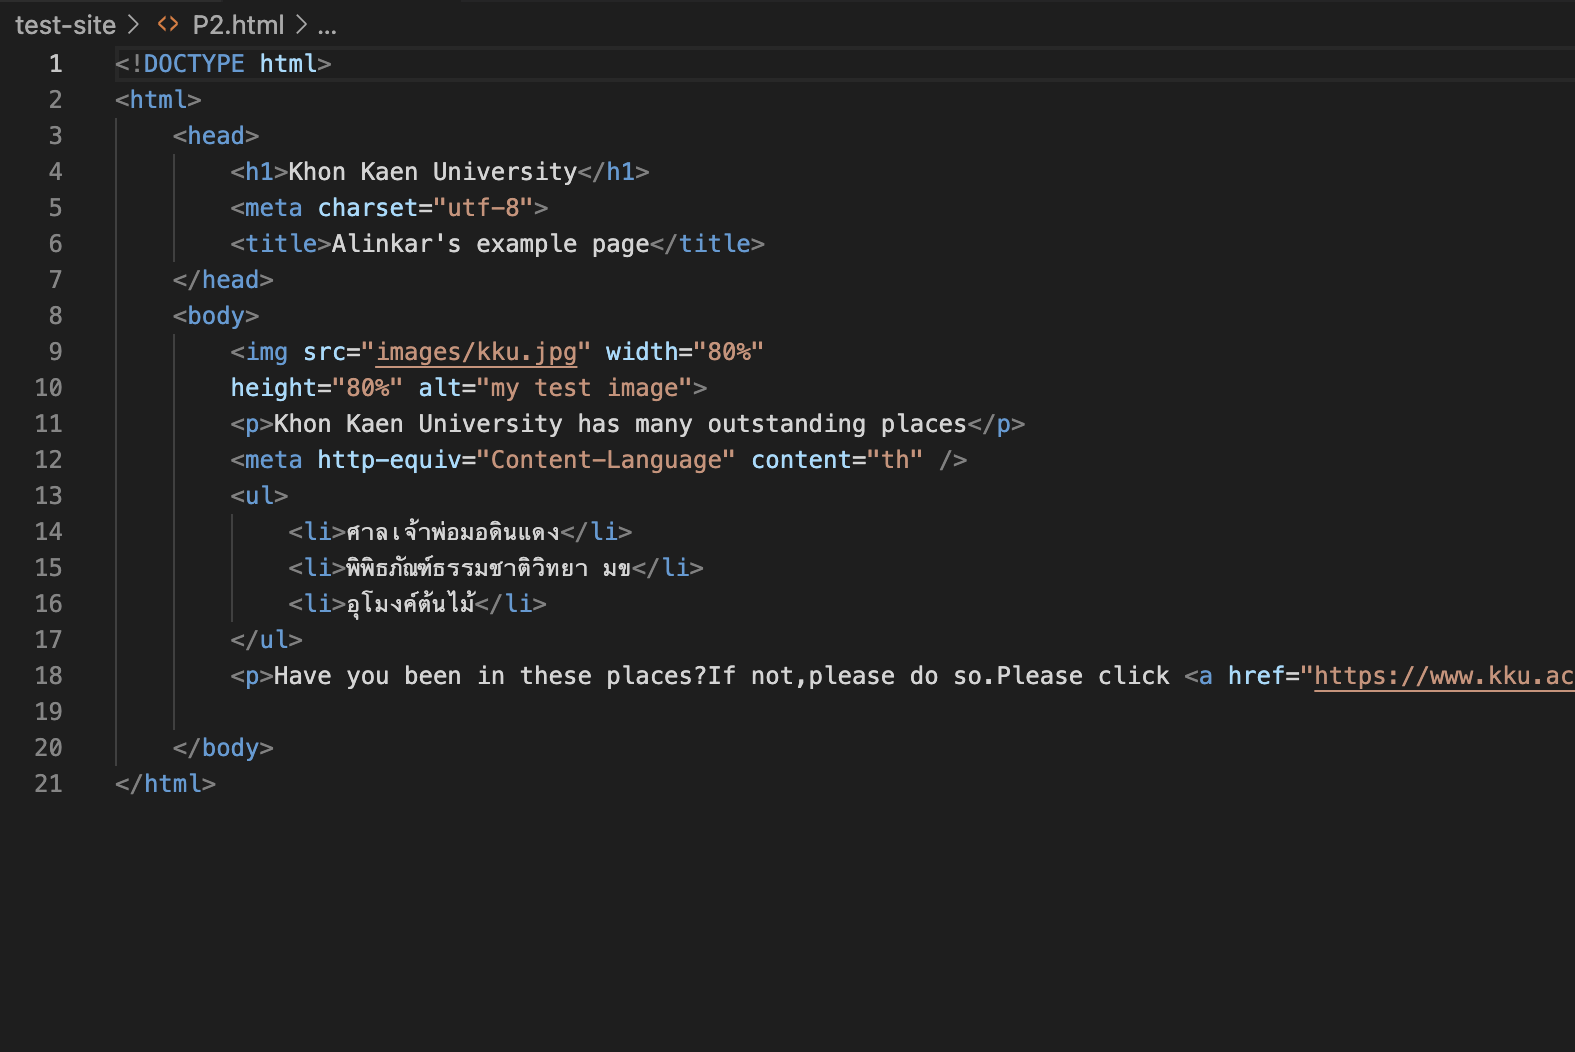 test-site > <> P2.html > ...
1 <!DOCTYPE html>
2 <html>
3 <head>
4 <h1>Khon Kaen University</h1>
5 <meta charset="utf-8">
6 <title>Alinkar's example page</title>
7 </head>
8 <body>
9 <img src="images/kku.jpg" width="80%"
10 height="80%" alt="my test image">
11 <p>Khon Kaen University has many outstanding places</p>
12 <meta http-equiv="Content-Language" content="th" />
13 <ul>
14 <li>ศาลเจ้าพ่อมอดินแดง</li>
15 <li>พิพิธภัณฑ์ธรรมชาติวิทยา มข</li>
16 <li>อุโมงค์ต้นไม้</li>
17 </ul>
18 <p>Have you been in these places?If not,please do so.Please click <a href="https://www.kku.ac
19
20 </body>
21 </html>